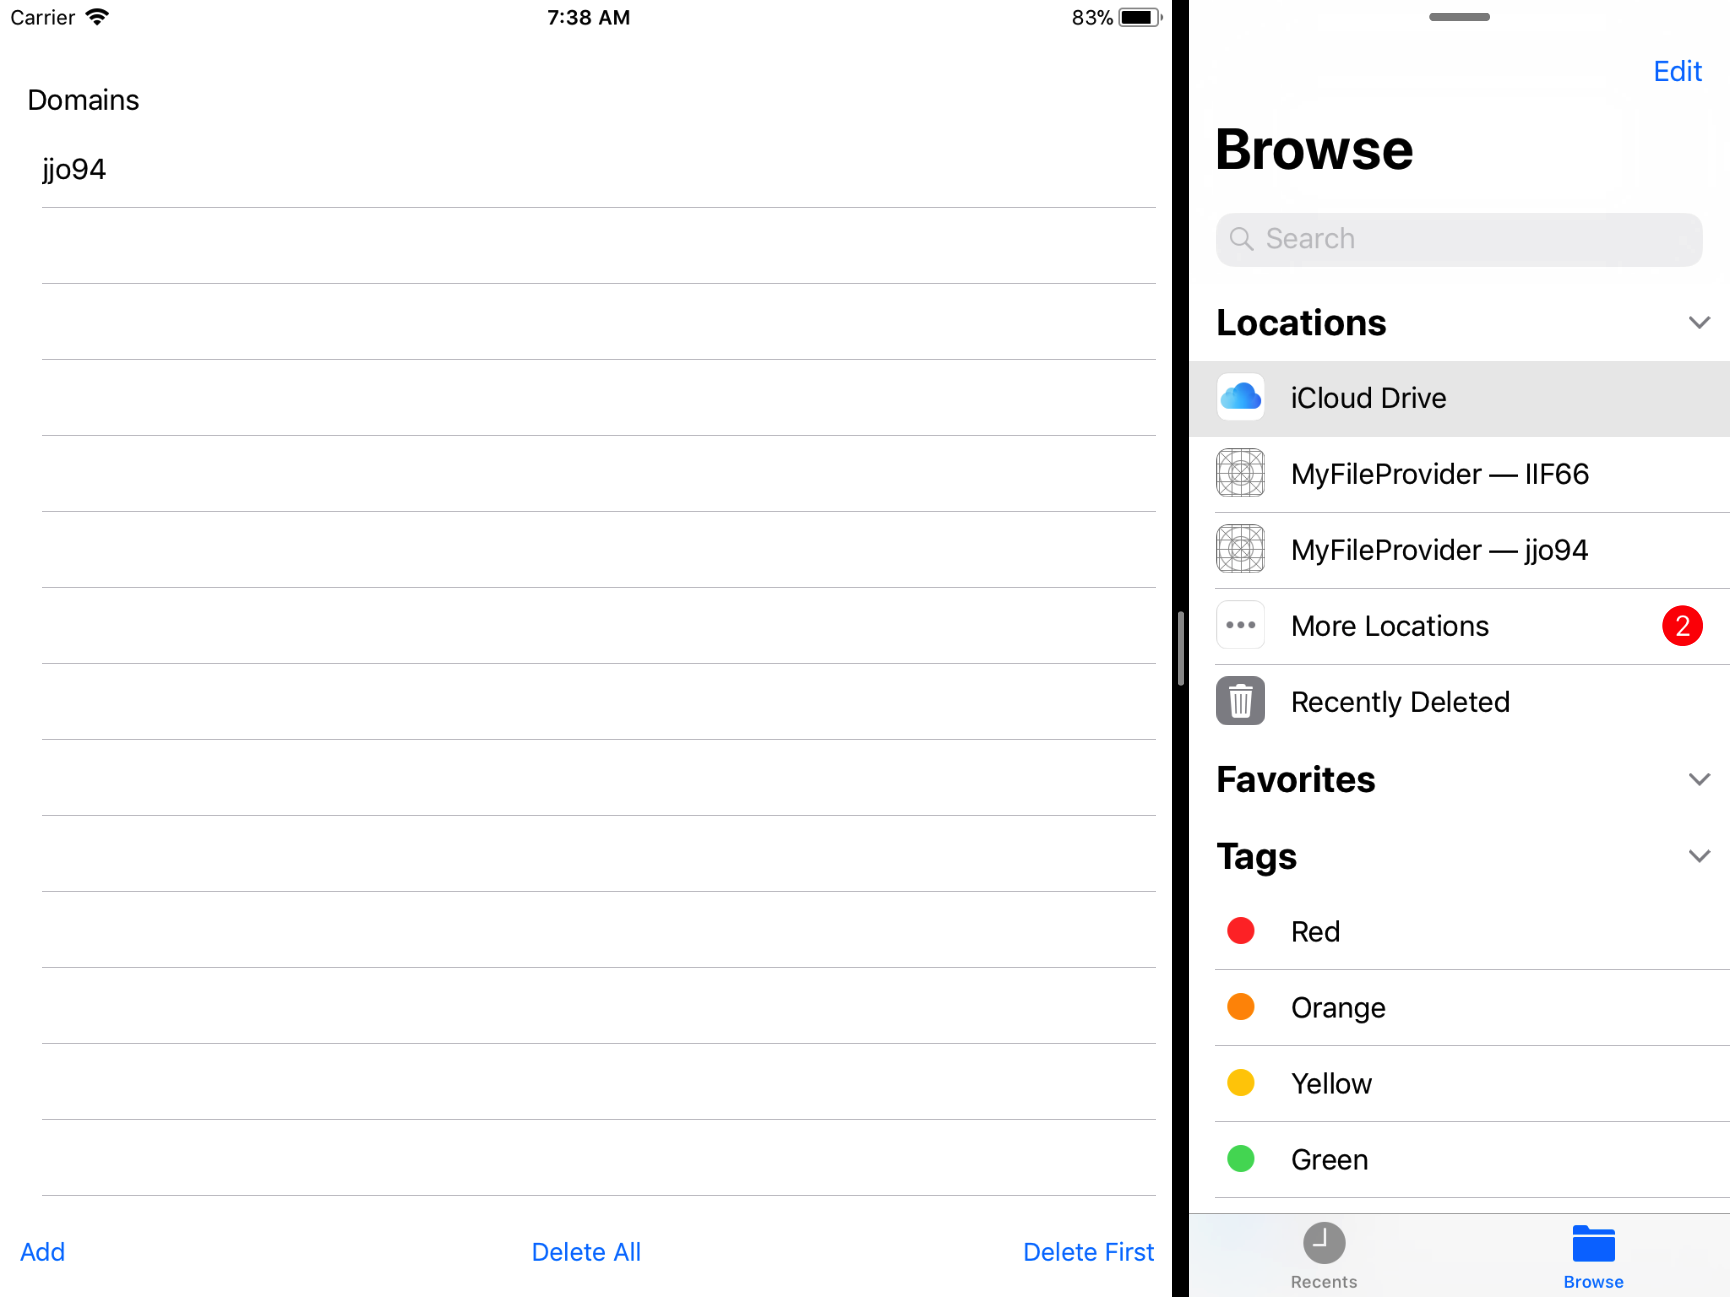 Carrier
7:38 AM
83%
Domains
jjo94
Add
Delete All
Delete First
Edit
Browse
Search
Locations
iCloud Drive
MyFileProvider — IIF66
MyFileProvider — jjo94
More Locations
2
Recently Deleted
Favorites
Tags
Red
Orange
Yellow
Green
Recents
Browse